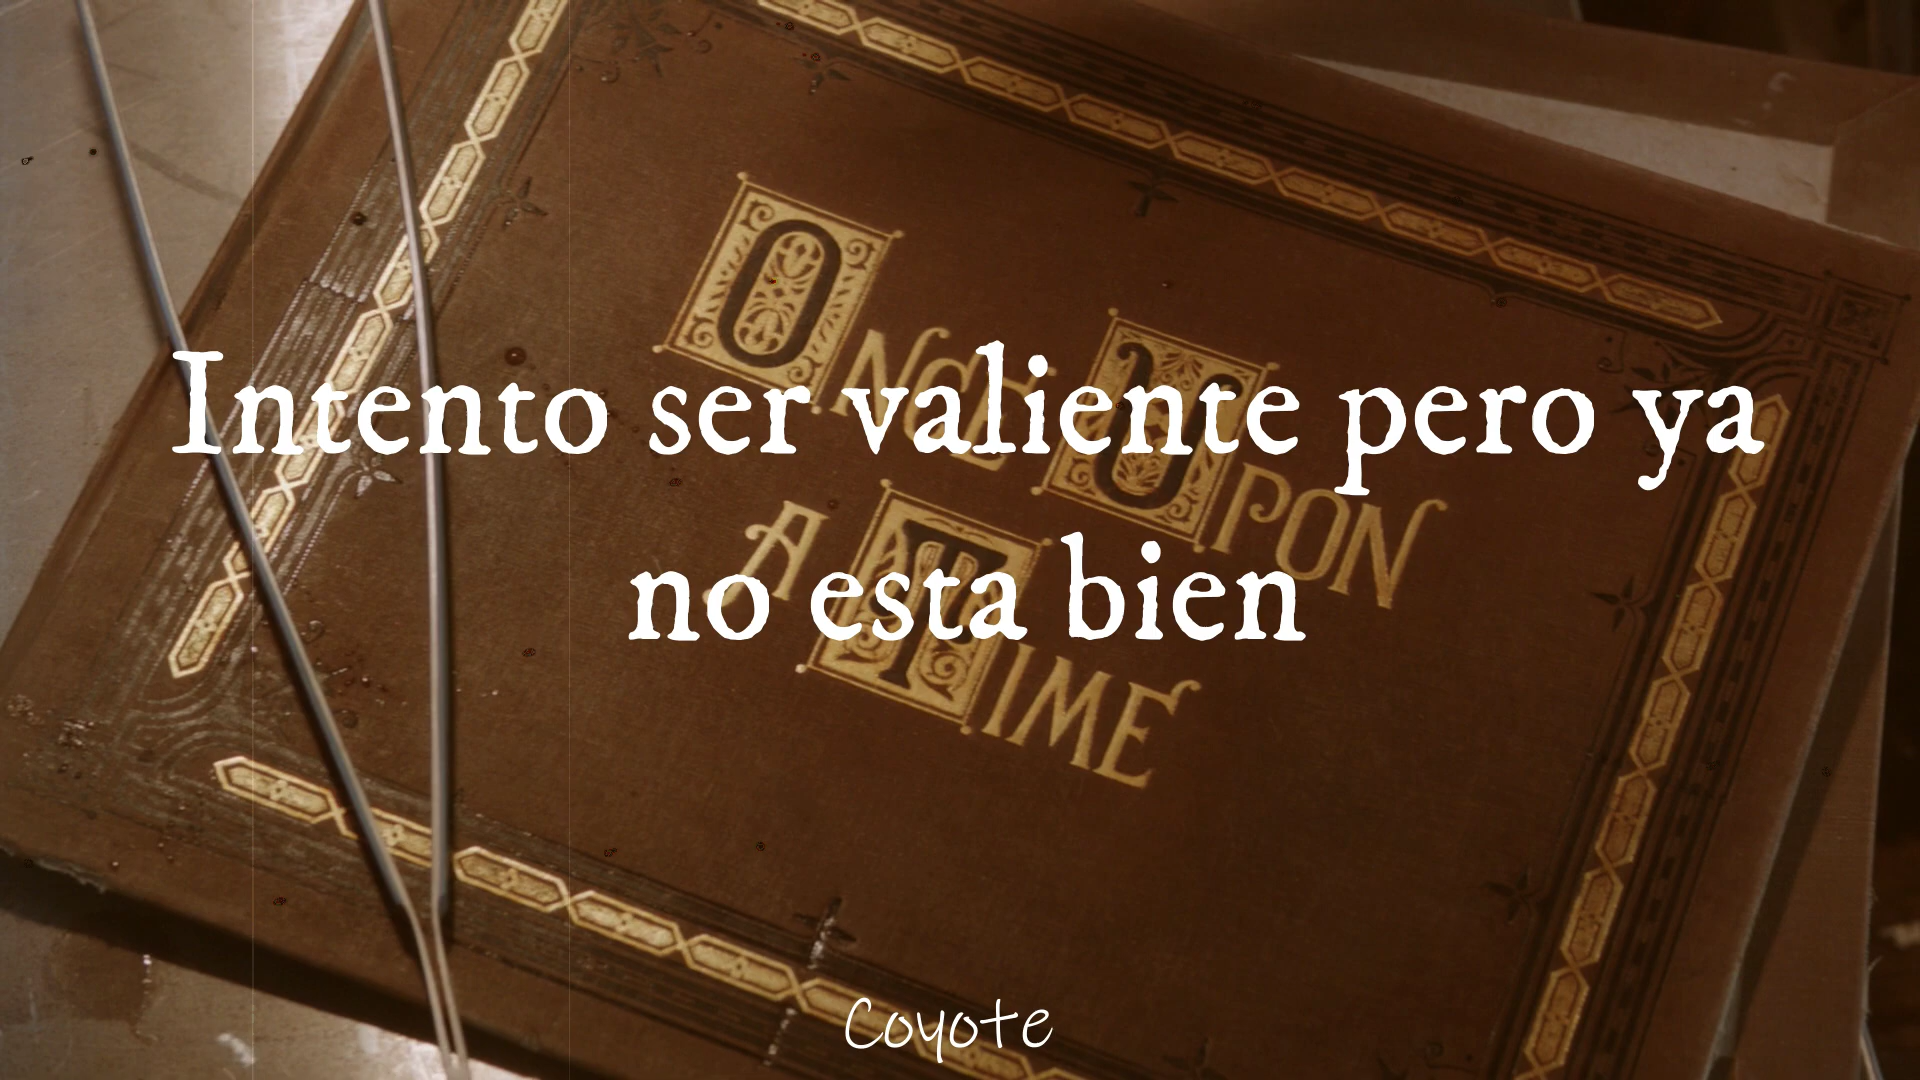 ONCE UPON
A TIME
Intento ser valiente pero ya
no esta bien
Coyote